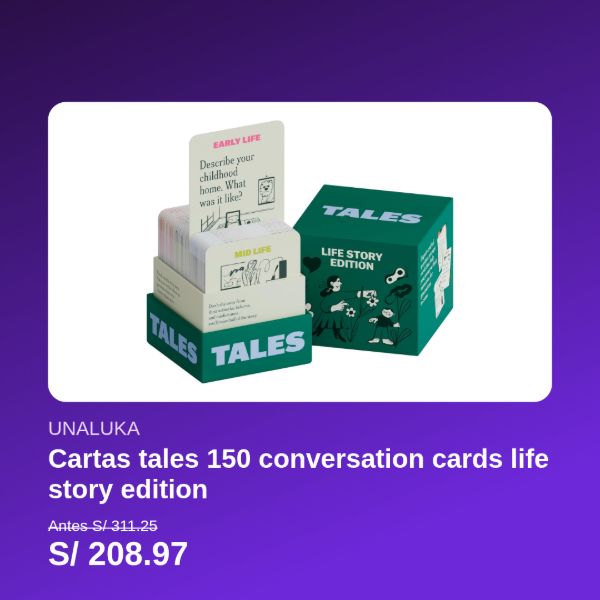 EARLY LIFE
Describe your
childhood
home. What
was it like?
MID LIFE
TALES
TALES
TALES
LIFE STORY
EDITION
UNALUKA
Cartas tales 150 conversation cards life
story edition
Antes S/ 311.25
S/ 208.97